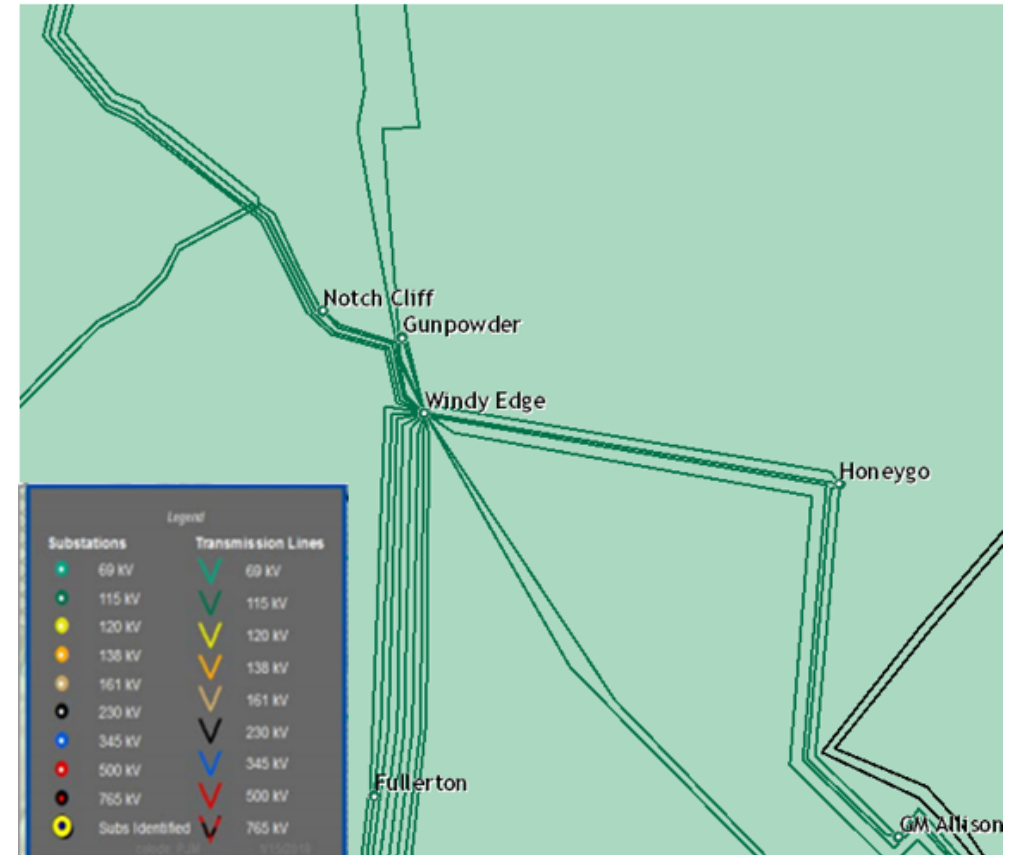 Notch Cliff
Gunpowder
Windy Edge
Honeygo
Fullerton
GM Allison
Legend
Substations Transmission Lines
69 kV 69 kV
115 kV 115 kV
120 kV 120 kV
138 kV 138 kV
161 kV 161 kV
230 kV 230 kV
345 kV 345 kV
500 kV 500 kV
765 kV 765 kV
Subs Identified